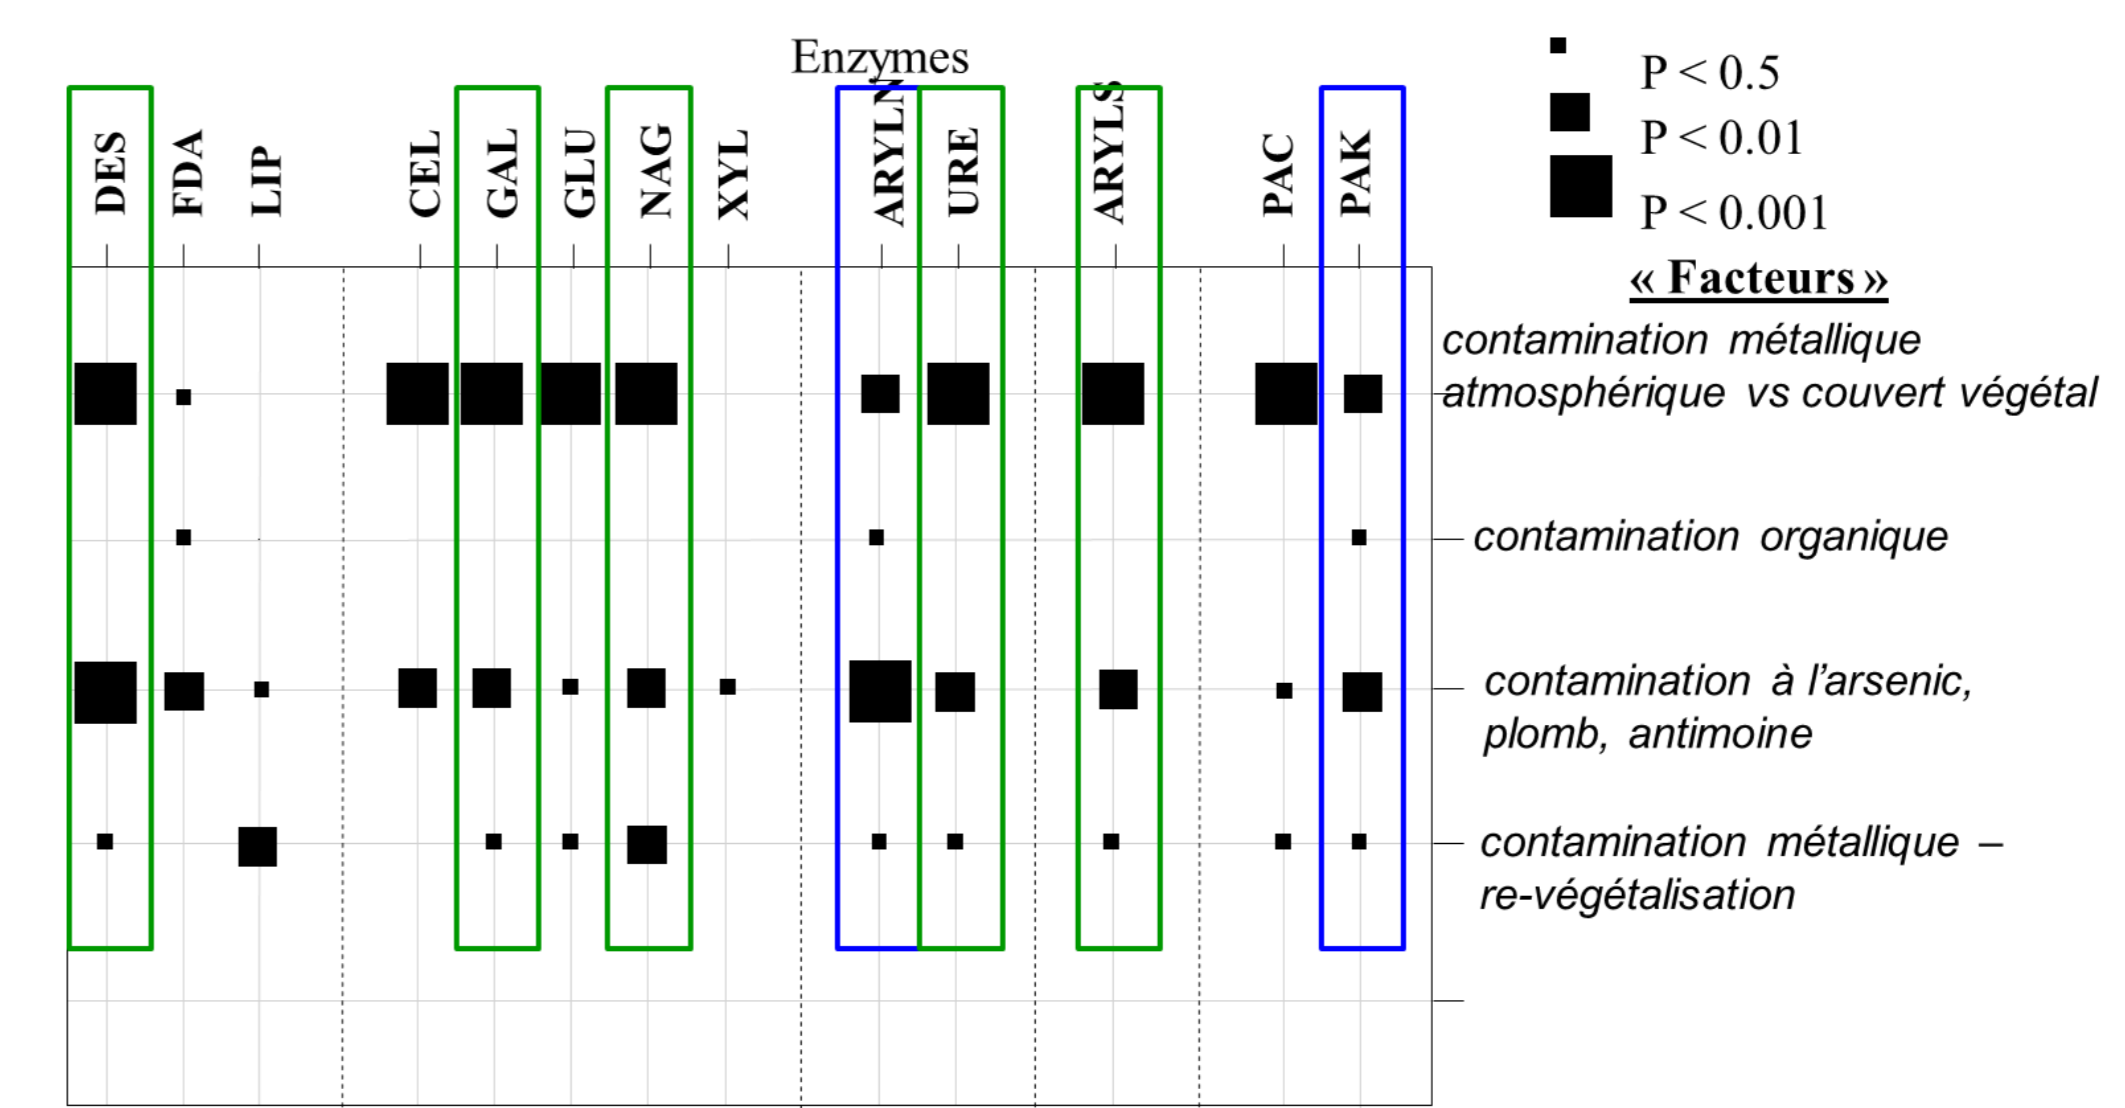 Enzymes
DES
FDA
LIP
CEL
GAL
GLU
NAG
XYL
ARYLN
URE
ARYLS
PAC
PAK
P < 0.5
P < 0.01
P < 0.001
« Facteurs »
contamination métallique
atmosphérique vs couvert végétal
contamination organique
contamination à l’arsenic,
plomb, antimoine
contamination métallique –
re-végétalisation